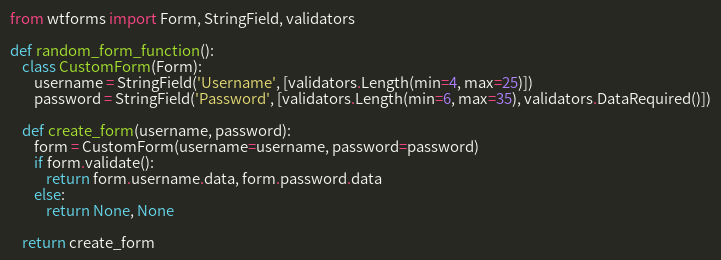 from wtforms import Form, StringField, validators

def random_form_function():
    class CustomForm(Form):
        username = StringField('Username', [validators.Length(min=4, max=25)])
        password = StringField('Password', [validators.Length(min=6, max=35), validators.DataRequired()])

    def create_form(username, password):
        form = CustomForm(username=username, password=password)
        if form.validate():
            return form.username.data, form.password.data
        else:
            return None, None

    return create_form